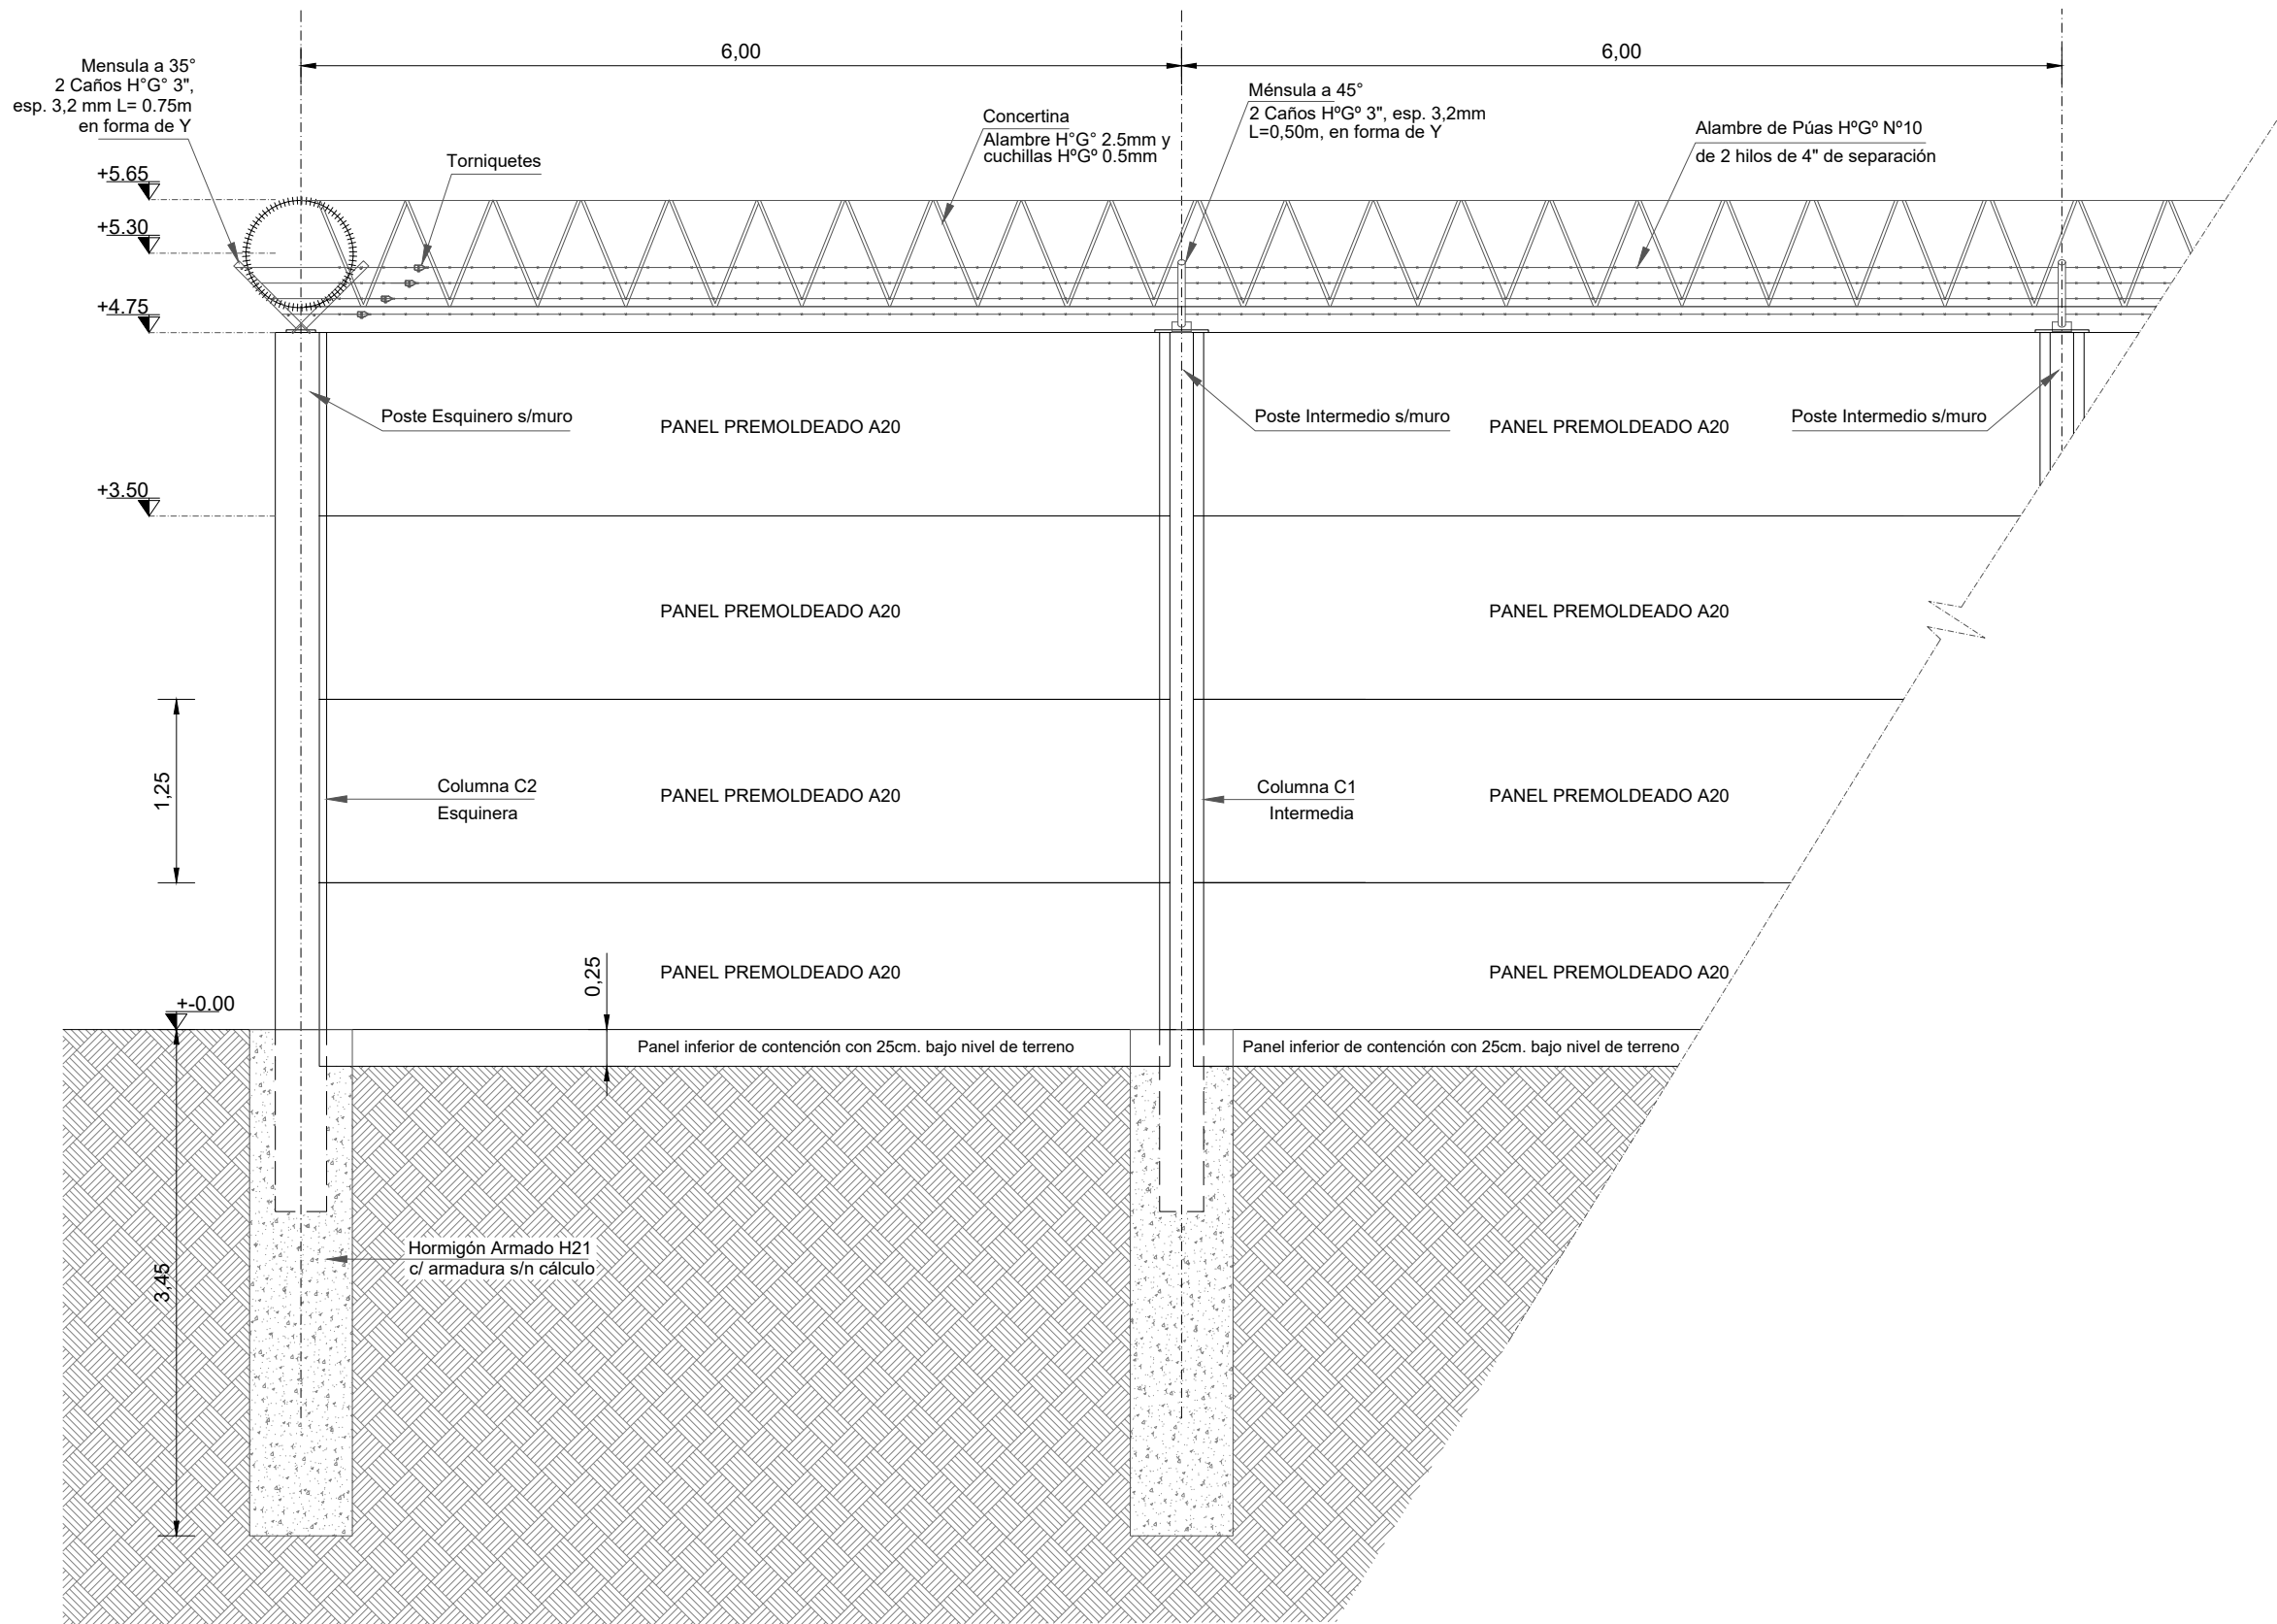 6,00
6,00
Mensula a 35°
2 Caños H°G° 3",
esp. 3,2 mm L= 0.75m
en forma de Y
Ménsula a 45°
2 Caños HºGº 3", esp. 3,2mm
L=0,50m, en forma de Y
Concertina
Alambre H°G° 2.5mm y
cuchillas HºGº 0.5mm
Alambre de Púas HºGº Nº10
de 2 hilos de 4" de separación
Torniquetes
+5.65
+5.30
+4.75
Poste Esquinero s/muro
PANEL PREMOLDEADO A20
Poste Intermedio s/muro
PANEL PREMOLDEADO A20
Poste Intermedio s/muro
+3.50
PANEL PREMOLDEADO A20
PANEL PREMOLDEADO A20
1,25
Columna C2
Esquinera
PANEL PREMOLDEADO A20
Columna C1
Intermedia
PANEL PREMOLDEADO A20
0,25
PANEL PREMOLDEADO A20
PANEL PREMOLDEADO A20
+-0.00
Panel inferior de contención con 25cm. bajo nivel de terreno
Panel inferior de contención con 25cm. bajo nivel de terreno
3,45
Hormigón Armado H21
c/ armadura s/n cálculo